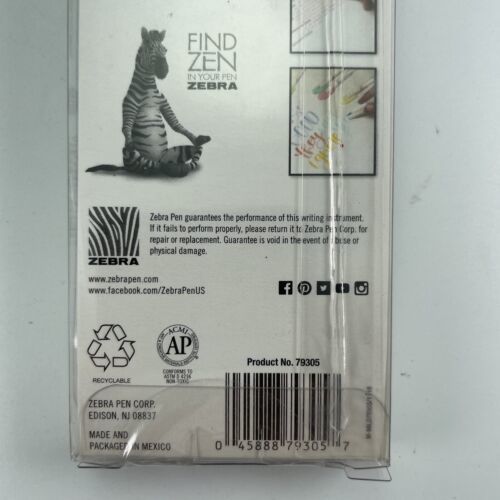 FIND
ZEN
IN YOUR PEN
ZEBRA
Zebra Pen guarantees the performance of this writing instrument.
If it fails to perform properly, please return it to Zebra Pen Corp. for
repair or replacement. Guarantee is void in the event of abuse or
physical damage.
ZEBRA
www.zebrapen.com
www.facebook.com/ZebraPenUS
ACMI
AP
CONFORMS TO
ASTM D 4236
NON-TOXIC
RECYCLABLE
Product No. 79305
ZEBRA PEN CORP.
EDISON, NJ 08837
MADE AND
PACKAGED IN MEXICO
0 45888 79305 7